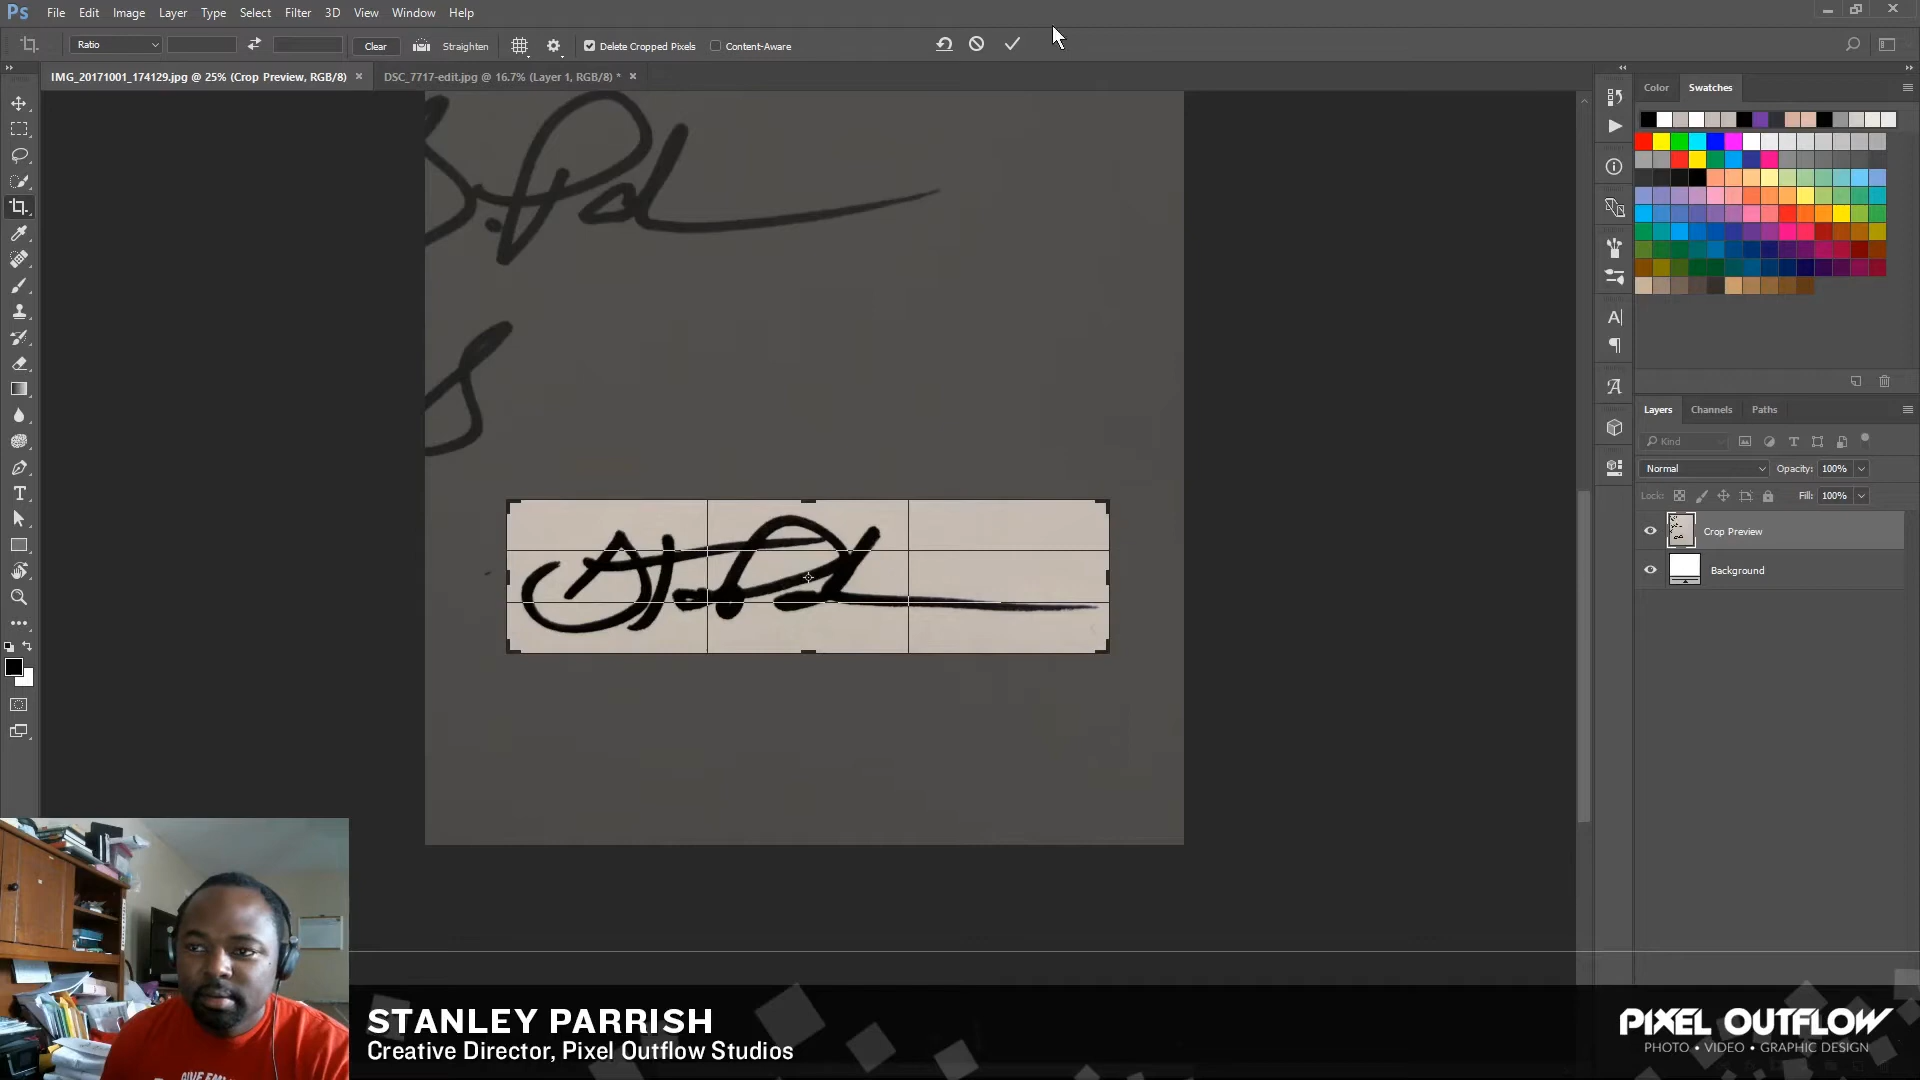 Ps File Edit Image Layer Type Select Filter 3D View Window Help
Ratio Clear Straighten Delete Cropped Pixels Content-Aware
IMG_20171001_174129.jpg @ 25% (Crop Preview, RGB/8) × DSC_7717-edit.jpg @ 16.7% (Layer 1, RGB/8) * ×
Color Swatches
Layers Channels Paths
Kind
Normal Opacity: 100%
Lock: Fill: 100%
Crop Preview
Background
STANLEY PARRISH
Creative Director, Pixel Outflow Studios
PIXEL OUTFLOW
PHOTO • VIDEO • GRAPHIC DESIGN